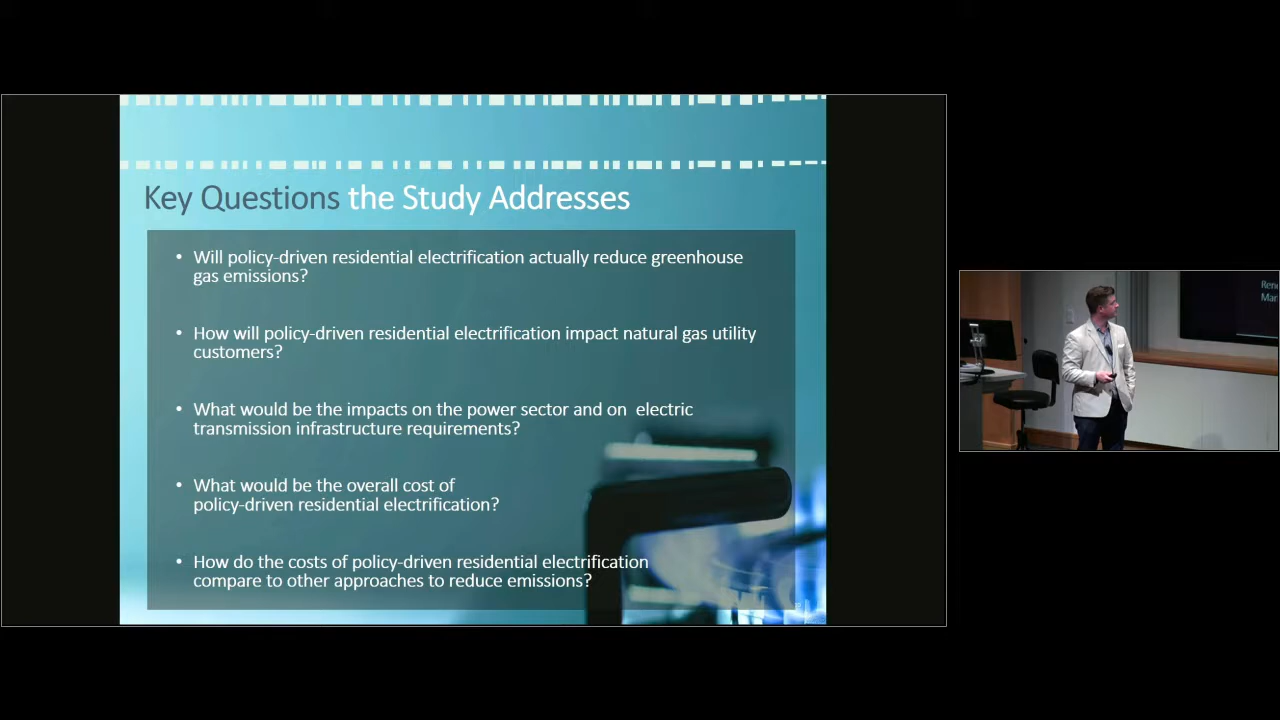 Key Questions the Study Addresses
• Will policy-driven residential electrification actually reduce greenhouse
gas emissions?
• How will policy-driven residential electrification impact natural gas utility
customers?
• What would be the impacts on the power sector and on  electric
transmission infrastructure requirements?
• What would be the overall cost of
policy-driven residential electrification?
• How do the costs of policy-driven residential electrification
compare to other approaches to reduce emissions?